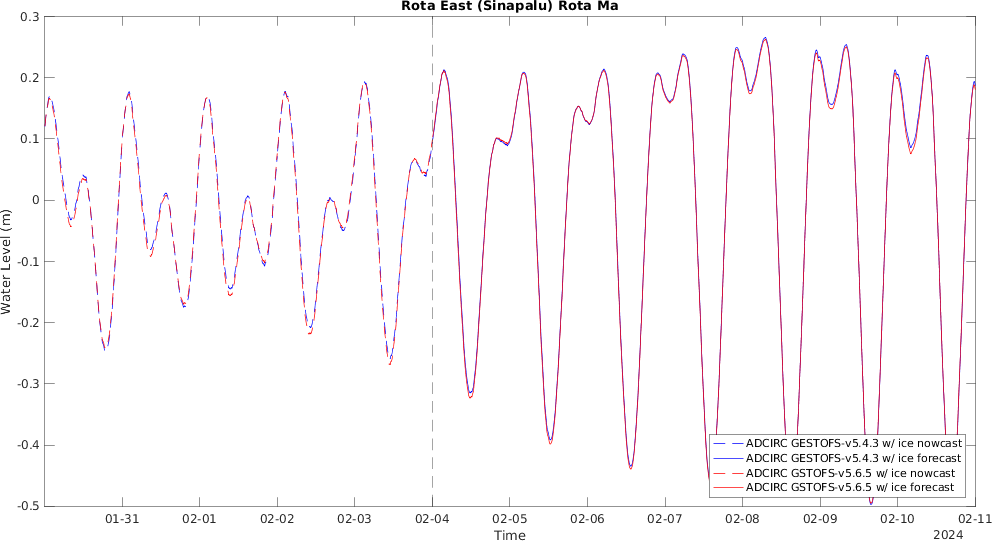 Rota East (Sinapalu) Rota Ma
0.3
0.2
0.1
0
-0.1
-0.2
-0.3
-0.4
-0.5
Water Level (m)
ADCIRC GESTOFS-v5.4.3 w/ ice nowcast
ADCIRC GESTOFS-v5.4.3 w/ ice forecast
ADCIRC GSTOFS-v5.6.5 w/ ice nowcast
ADCIRC GSTOFS-v5.6.5 w/ ice forecast
01-31 02-01 02-02 02-03 02-04 02-05 02-06 02-07 02-08 02-09 02-10 02-11
Time
2024